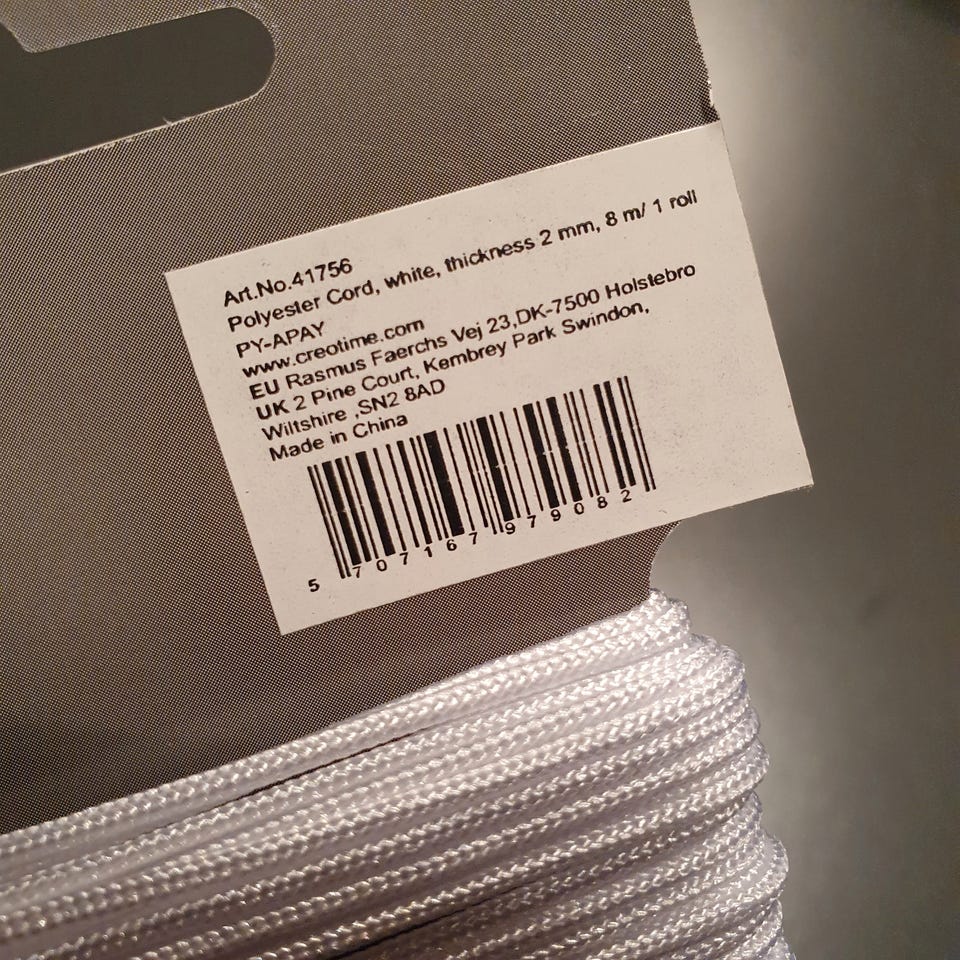 Art.No.41756
Polyester Cord, white, thickness 2 mm, 8 m/ 1 roll
PY-APAY
www.creotime.com
EU Rasmus Faerchs Vej 23,DK-7500 Holstebro
UK 2 Pine Court, Kembrey Park Swindon,
Wiltshire ,SN2 8AD
Made in China
5 707167 979082